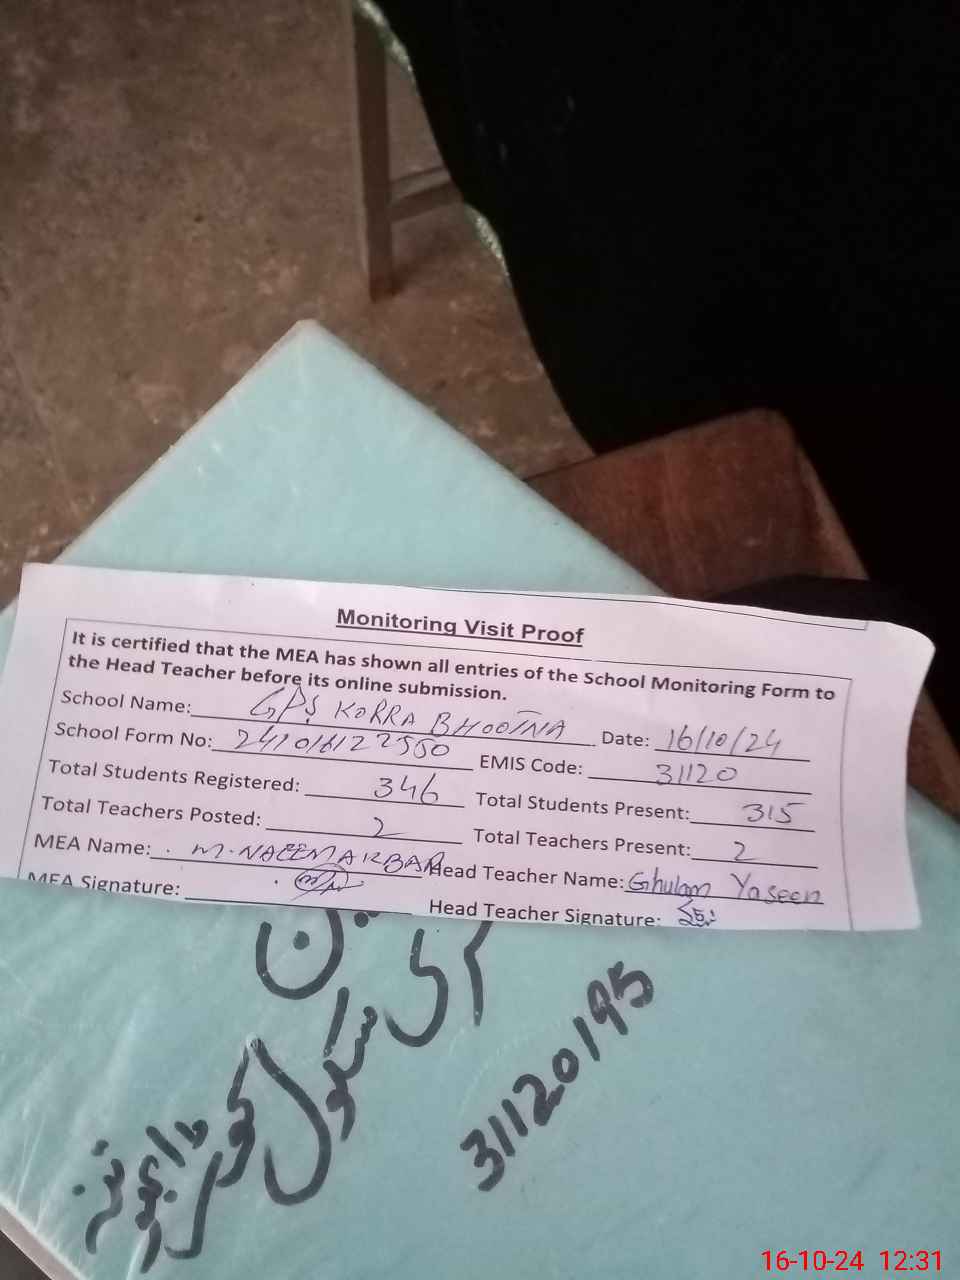 Monitoring Visit Proof
It is certified that the MEA has shown all entries of the School Monitoring Form to
the Head Teacher before its online submission.
School Name: GPS KORRA BHOOTNA Date: 16/10/24
School Form No: EMIS Code: 31120
Total Students Registered: 346 Total Students Present: 315
Total Teachers Posted: 2 Total Teachers Present: 2
MEA Name: M. NAEEM AKBAR Head Teacher Name: Ghulam Yaseen
MEA Signature: Head Teacher Signature:
سکول
31120195
16-10-24 12:31